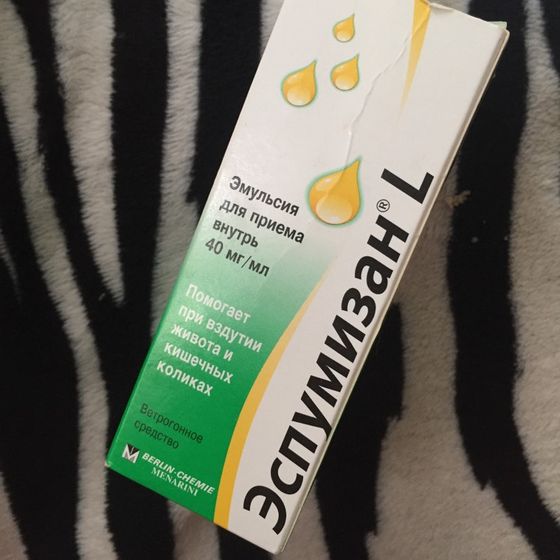 Эспумизан® L
Эмульсия
для приема
внутрь
40 мг/мл
Помогает
при вздутии
живота и
кишечных
коликах
Ветрогонное
средство
BERLIN-CHEMIE
MENARINI